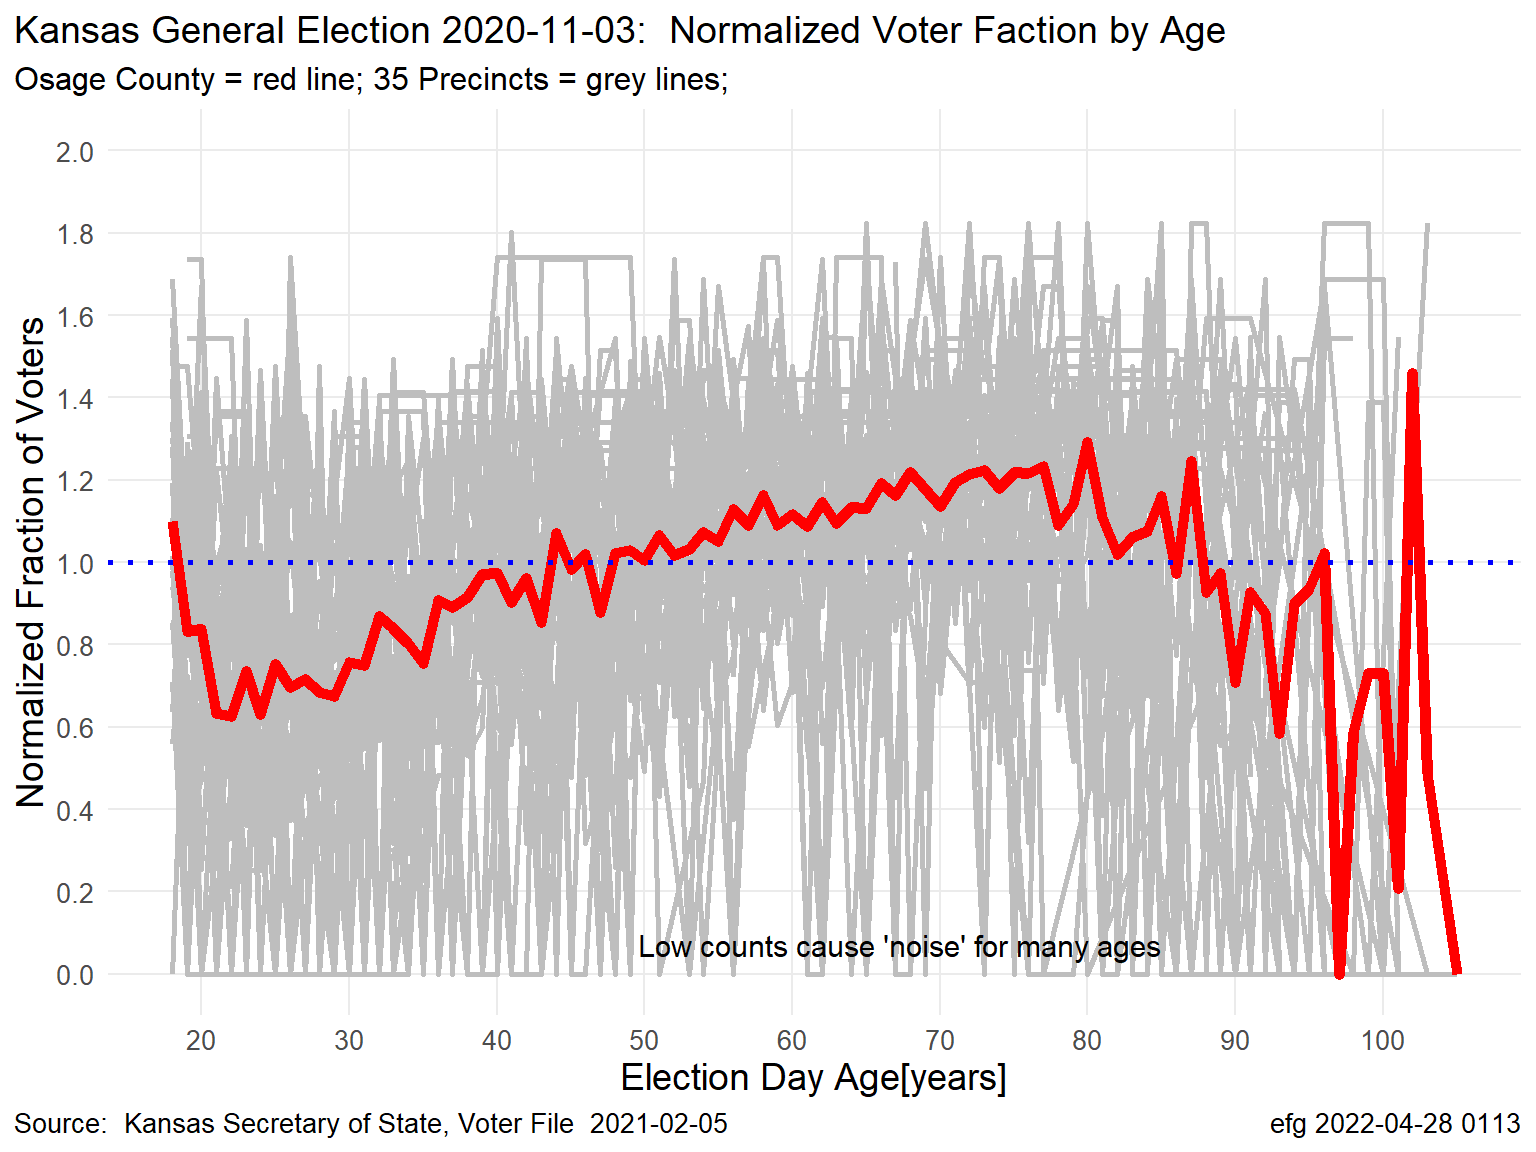 Kansas General Election 2020-11-03:  Normalized Voter Faction by Age
Osage County = red line; 35 Precincts = grey lines;
Normalized Fraction of Voters
2.0
1.8
1.6
1.4
1.2
1.0
0.8
0.6
0.4
0.2
0.0
Low counts cause 'noise' for many ages
20 30 40 50 60 70 80 90 100
Election Day Age[years]
Source:  Kansas Secretary of State, Voter File  2021-02-05
efg 2022-04-28 0113